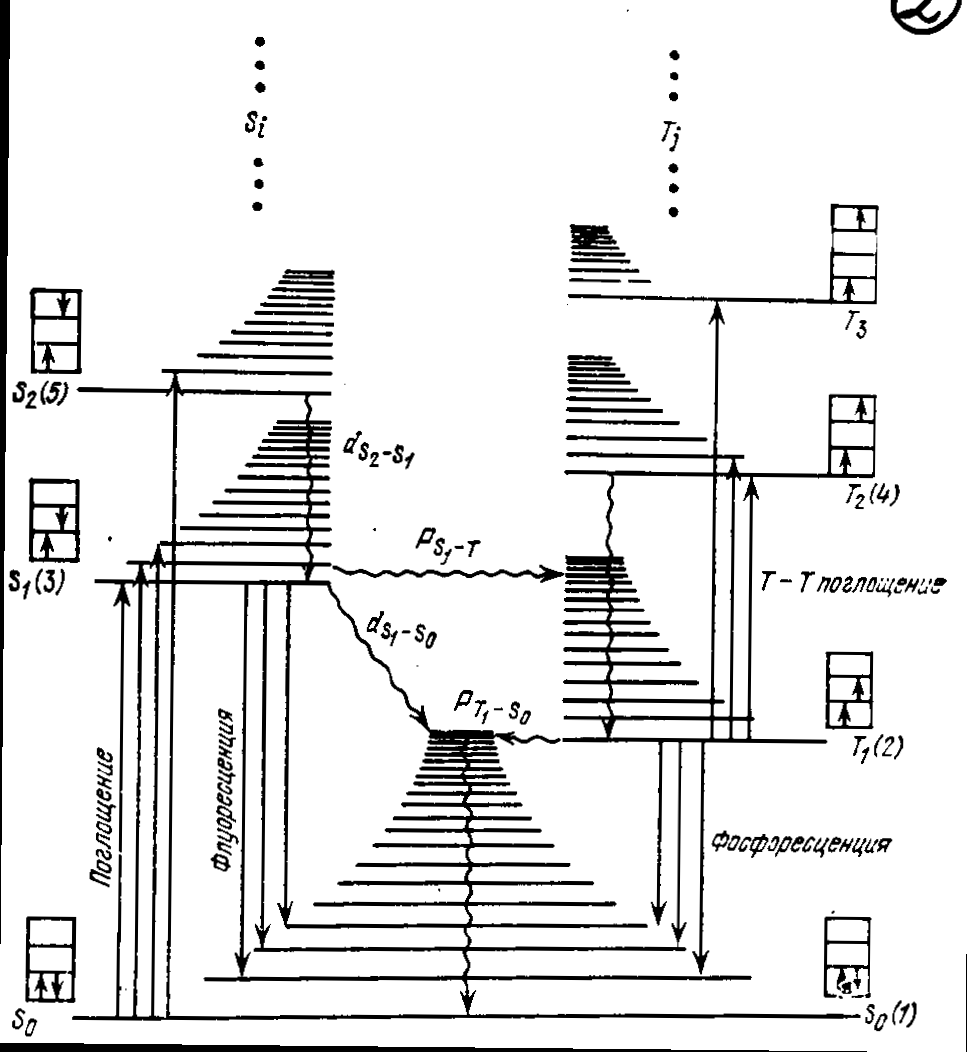 2
Si
Tj
T3
S2(5)
dS2-S1
T2(4)
S1(3)
PS1-T
T-T поглощение
dS1-S0
PT1-S0
T1(2)
Поглощение
Флуоресценция
Фосфоресценция
S0
S0(1)